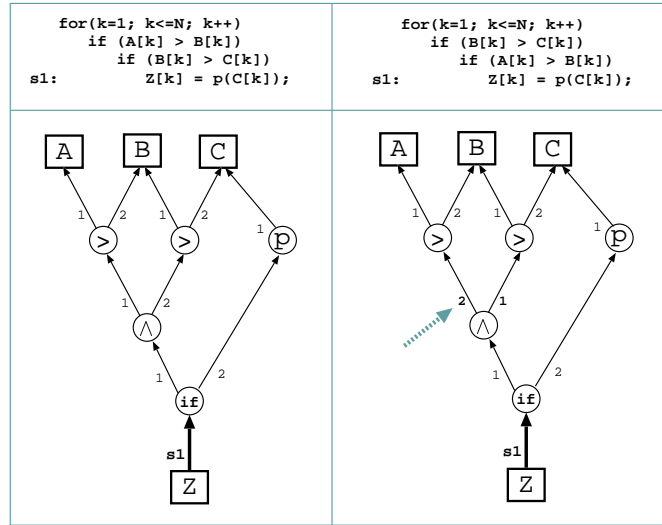 for(k=1; k<=N; k++)
if (A[k] > B[k])
if (B[k] > C[k])
s1: Z[k] = p(C[k]);
A B C
1 2 1 2 1
> > p
1 2
∧
1 2
if
s1
Z
for(k=1; k<=N; k++)
if (B[k] > C[k])
if (A[k] > B[k])
s1: Z[k] = p(C[k]);
A B C
1 2 1 2 1
> > p
2 1
∧
1 2
if
s1
Z